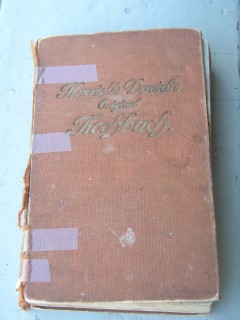 Henriette Davidis
Original
Kochbuch.